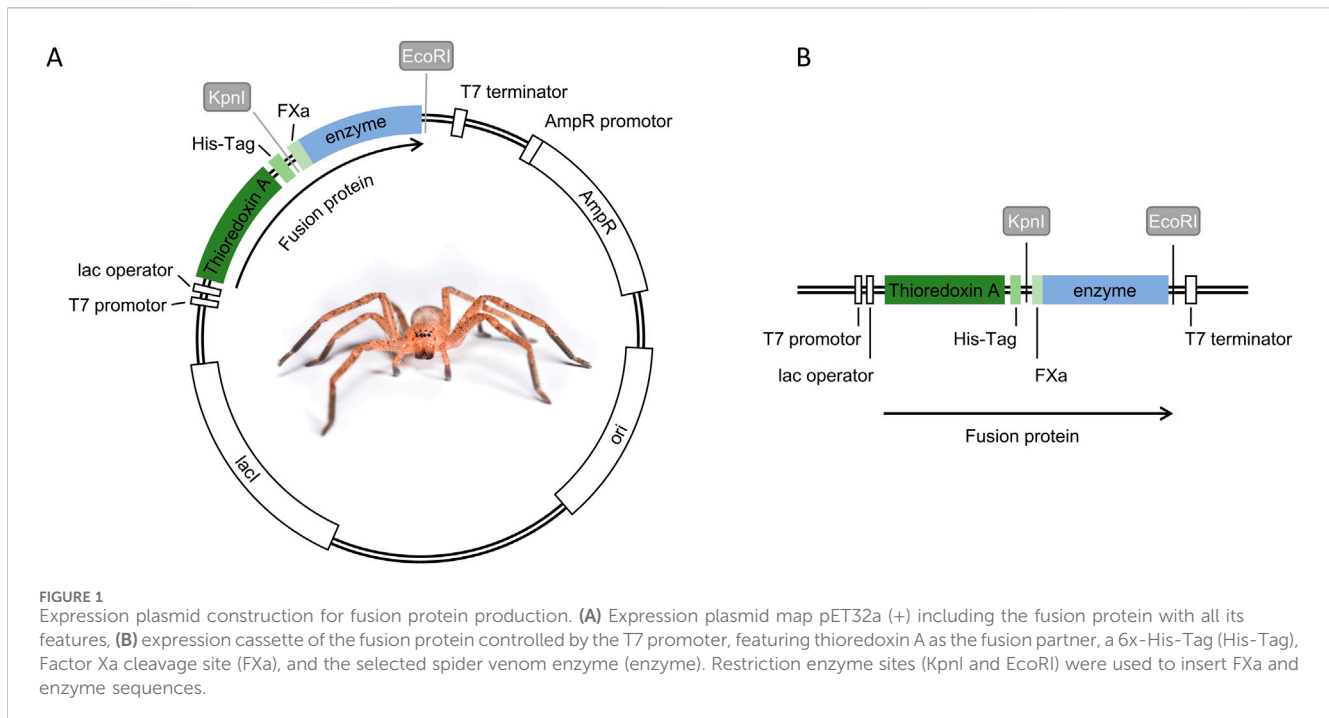 A
EcoRI
KpnI
FXa
enzyme
T7 terminator
AmpR promotor
His-Tag
Thioredoxin A
Fusion protein
AmpR
lac operator
T7 promotor
lacI
ori
B
KpnI
EcoRI
Thioredoxin A
enzyme
T7 promotor
His-Tag
T7 terminator
lac operator
FXa
Fusion protein
FIGURE 1
Expression plasmid construction for fusion protein production. (A) Expression plasmid map pET32a (+) including the fusion protein with all its
features, (B) expression cassette of the fusion protein controlled by the T7 promoter, featuring thioredoxin A as the fusion partner, a 6x-His-Tag (His-Tag),
Factor Xa cleavage site (FXa), and the selected spider venom enzyme (enzyme). Restriction enzyme sites (KpnI and EcoRI) were used to insert FXa and
enzyme sequences.